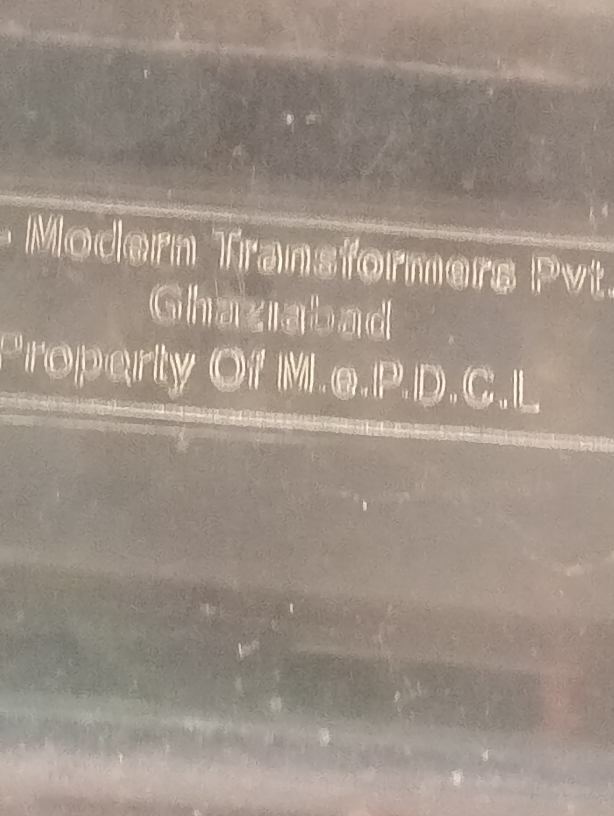 - Modern Transformers Pvt.
Ghaziabad
Property Of M.e.P.D.C.L